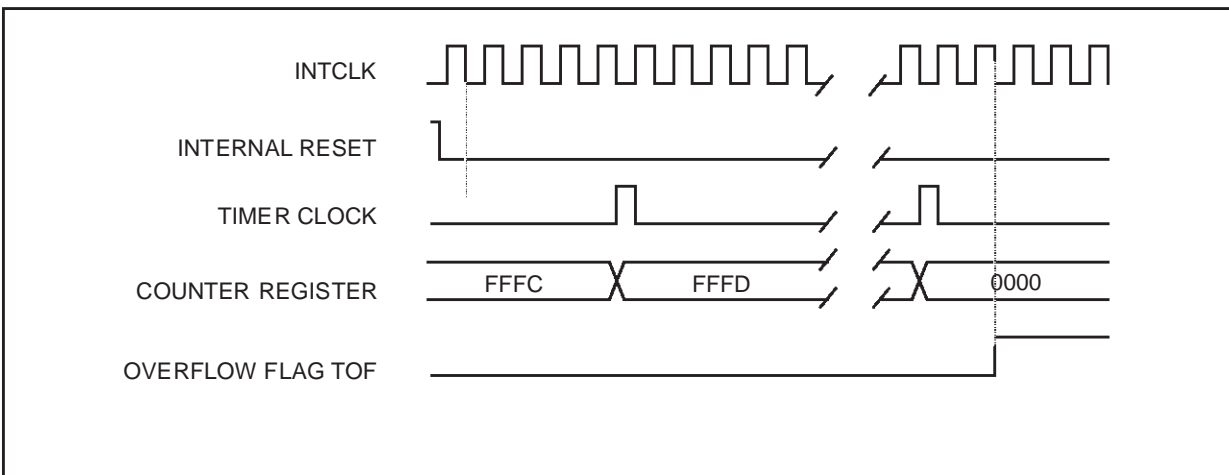 INTCLK
INTERNAL RESET
TIMER CLOCK
COUNTER REGISTER FFFC FFFD 0000
OVERFLOW FLAG TOF